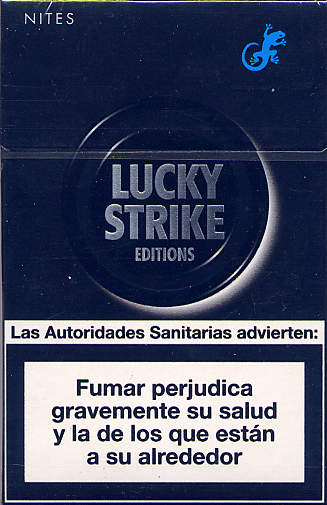 NITES
LUCKY
STRIKE
EDITIONS
Las Autoridades Sanitarias advierten:
Fumar perjudica
gravemente su salud
y la de los que están
a su alrededor